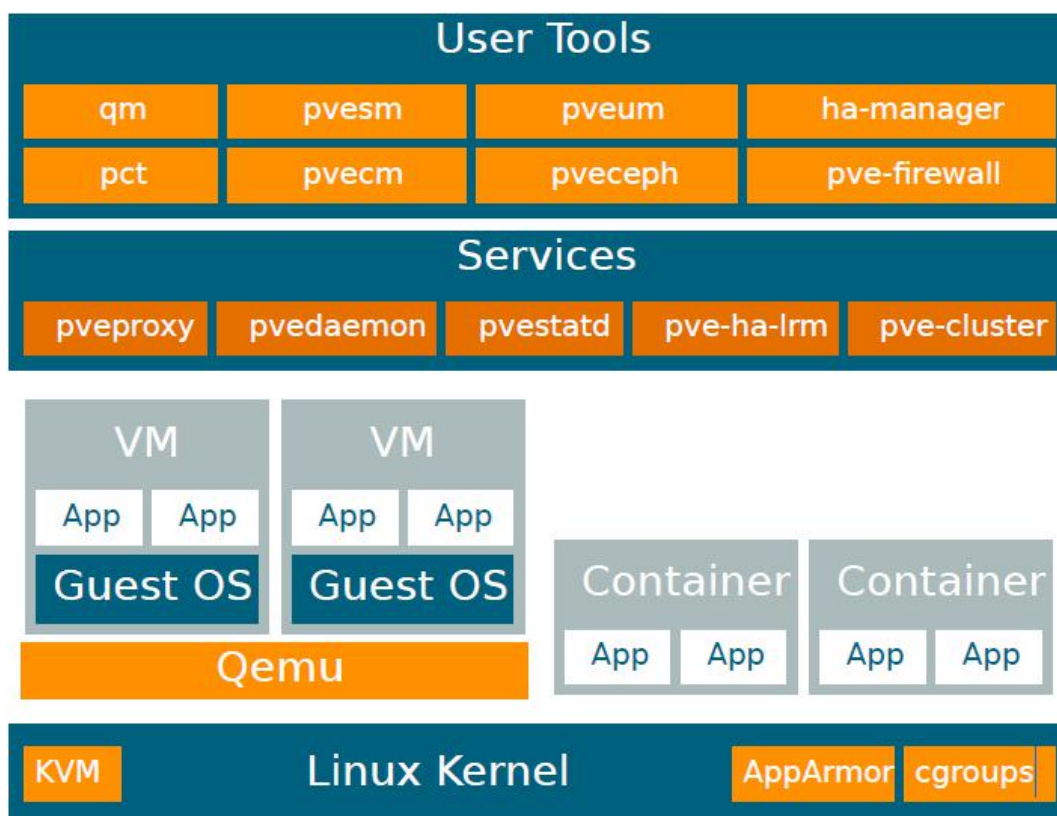 User Tools
qm pvesm pveum ha-manager
pct pvecm pveceph pve-firewall
Services
pveproxy pvedaemon pvestatd pve-ha-lrm pve-cluster
VM VM
App App App App
Guest OS Guest OS
Container Container
App App App App
Qemu
KVM Linux Kernel AppArmor cgroups